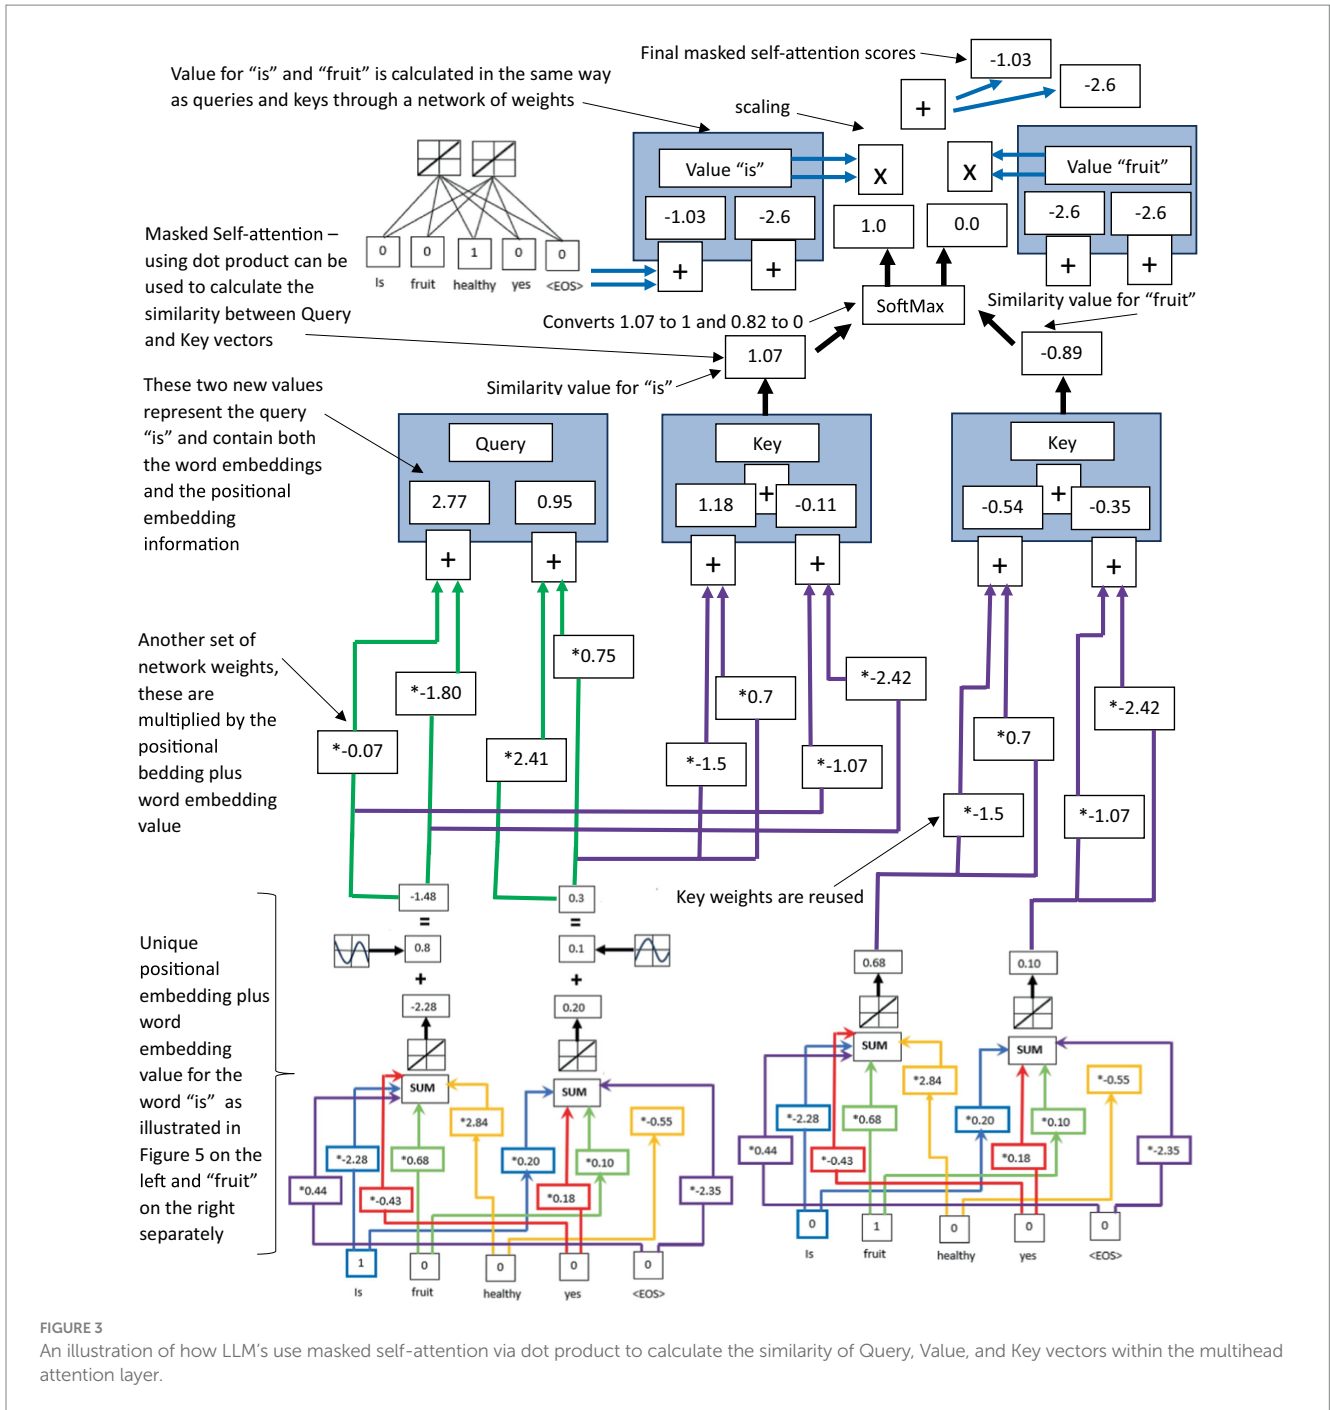 Final masked self-attention scores
-1.03
-2.6
+
Value for “is” and “fruit” is calculated in the same way
as queries and keys through a network of weights
scaling
Value “is”
X
X
Value “fruit”
-1.03
-2.6
1.0
0.0
-2.6
-2.6
+
+
+
+
0
0
1
0
0
Is
fruit
healthy
yes
<EOS>
Masked Self-attention –
using dot product can be
used to calculate the
similarity between Query
and Key vectors
SoftMax
Similarity value for “fruit”
Converts 1.07 to 1 and 0.82 to 0
1.07
-0.89
Similarity value for “is”
These two new values
represent the query
“is” and contain both
the word embeddings
and the positional
embedding
information
Query
2.77
0.95
+
+
Key
+
1.18
-0.11
+
+
Key
+
-0.54
-0.35
+
+
Another set of
network weights,
these are
multiplied by the
positional
bedding plus
word embedding
value
*-0.07
*-1.80
*2.41
*0.75
*-1.5
*0.7
*-1.07
*-2.42
*-1.5
*0.7
*-1.07
*-2.42
Key weights are reused
-1.48
=
0.8
+
-2.28
0.3
=
0.1
+
0.20
0.68
0.10
Unique
positional
embedding plus
word
embedding
value for the
word “is” as
illustrated in
Figure 5 on the
left and “fruit”
on the right
separately
SUM
SUM
*2.84
*-0.55
*-2.28
*0.68
*0.20
*0.10
*0.44
*-0.43
*0.18
*-2.35
1
0
0
0
0
Is
fruit
healthy
yes
<EOS>
SUM
SUM
*2.84
*-0.55
*-2.28
*0.68
*0.20
*0.10
*0.44
*-0.43
*0.18
*-2.35
0
1
0
0
0
Is
fruit
healthy
yes
<EOS>
FIGURE 3
An illustration of how LLM’s use masked self-attention via dot product to calculate the similarity of Query, Value, and Key vectors within the multihead
attention layer.